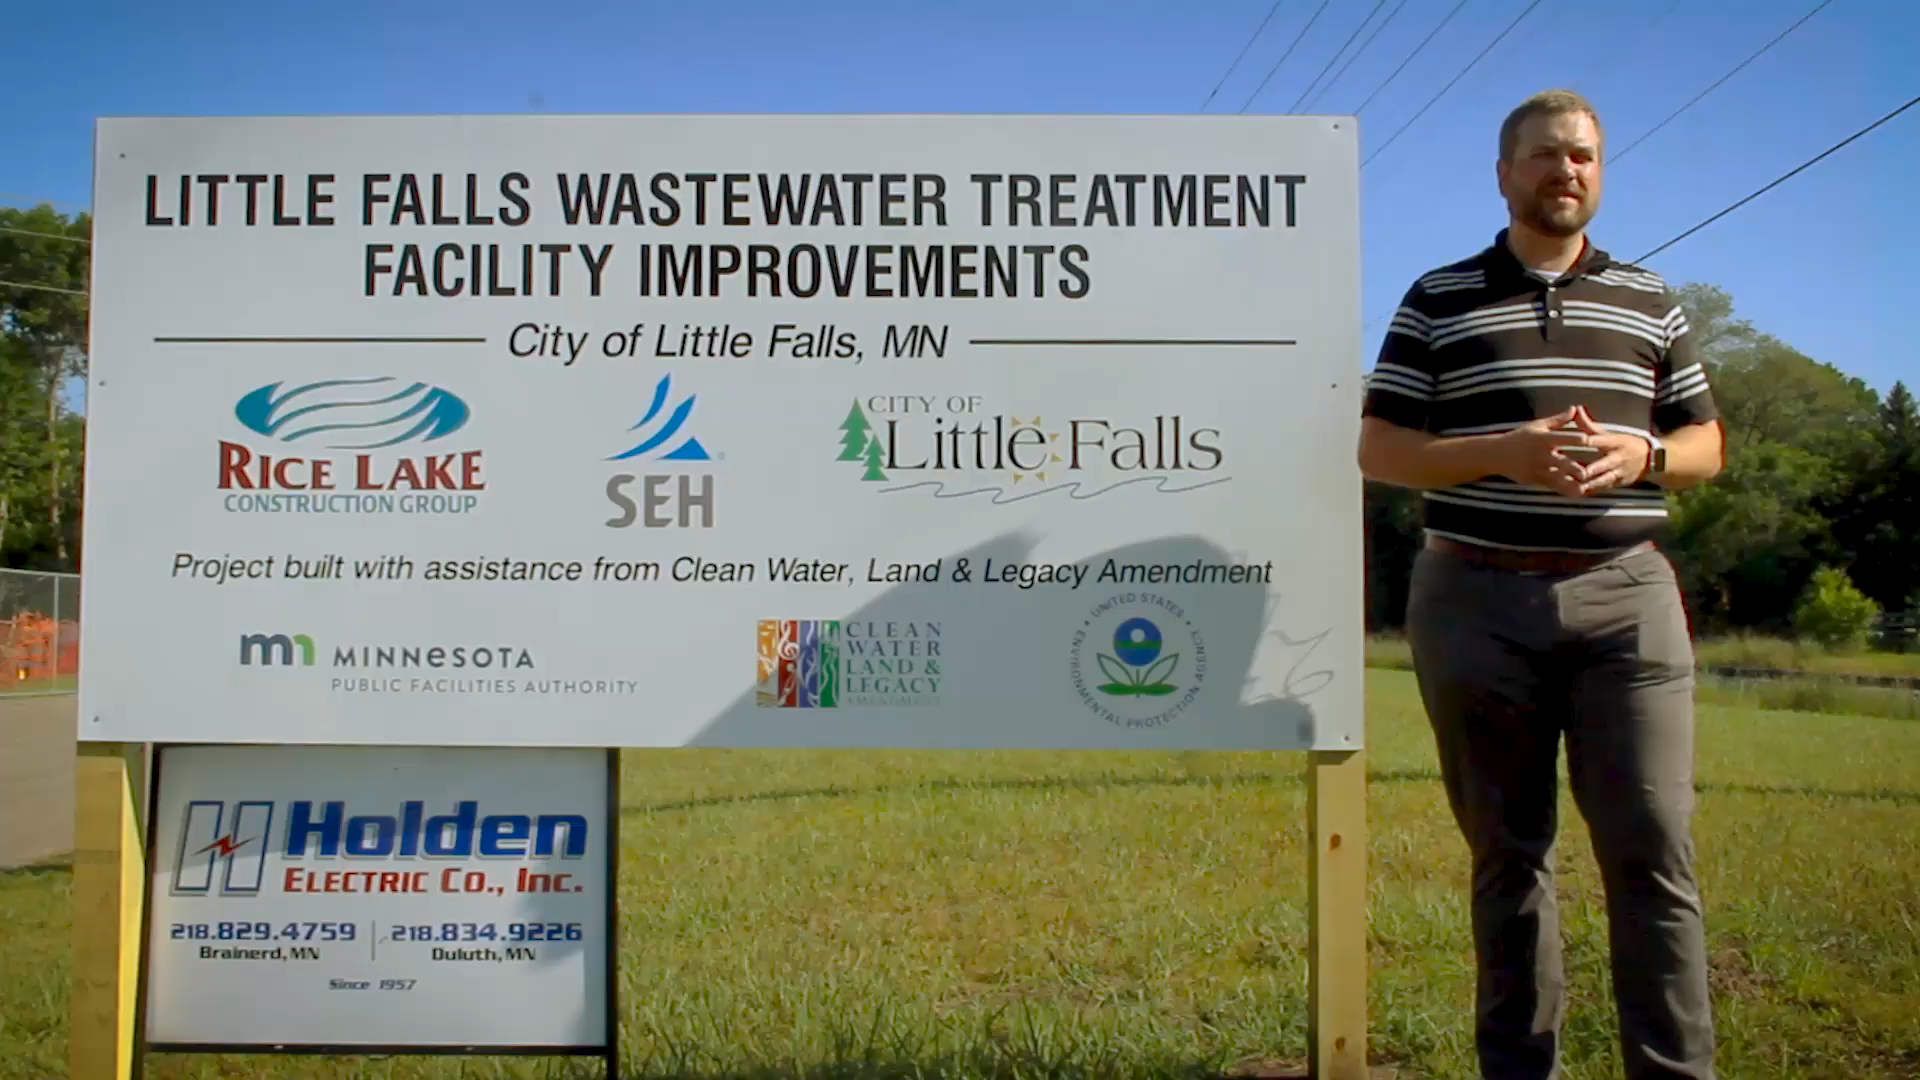 LITTLE FALLS WASTEWATER TREATMENT
FACILITY IMPROVEMENTS
City of Little Falls, MN
RICE LAKE
CONSTRUCTION GROUP
SEH
CITY OF
Little Falls
Project built with assistance from Clean Water, Land & Legacy Amendment
mn MINNESOTA
PUBLIC FACILITIES AUTHORITY
CLEAN
WATER
LAND &
LEGACY
AMENDMENT
UNITED STATES
ENVIRONMENTAL PROTECTION AGENCY
H Holden
ELECTRIC CO., INC.
218.829.4759 218.834.9226
Brainerd, MN Duluth, MN
Since 1957